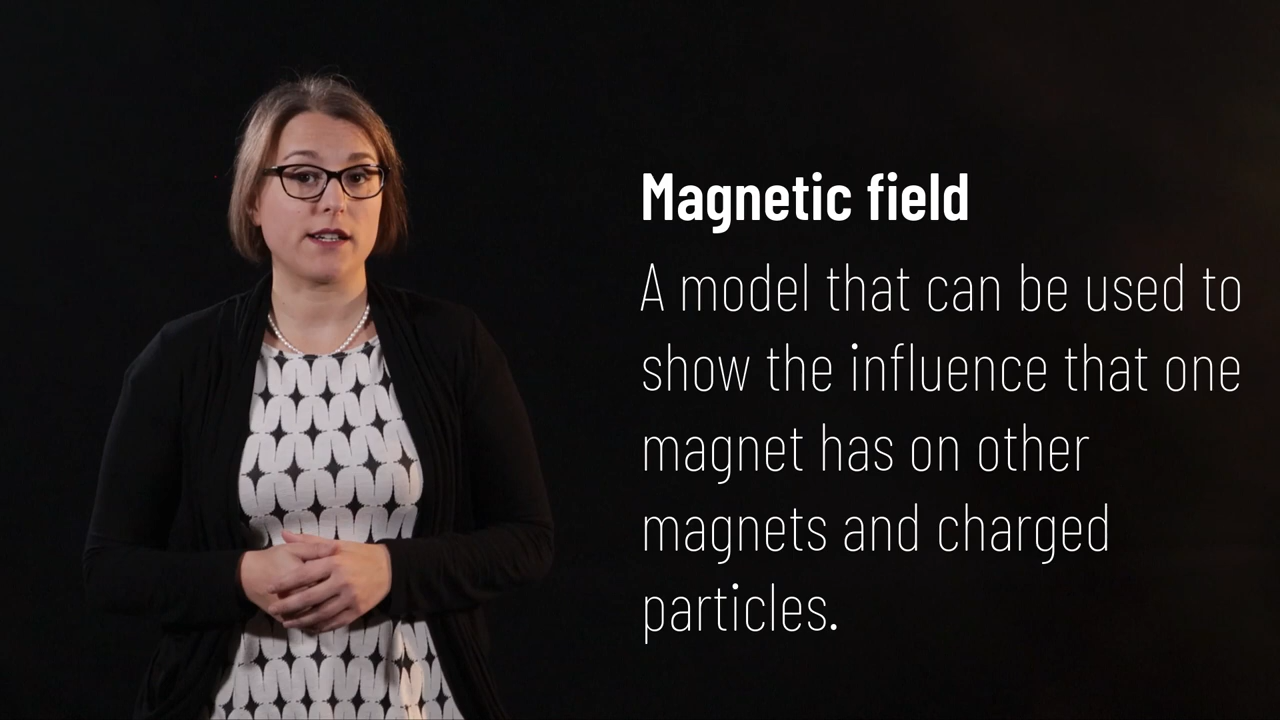 Magnetic field
A model that can be used to
show the influence that one
magnet has on other
magnets and charged
particles.